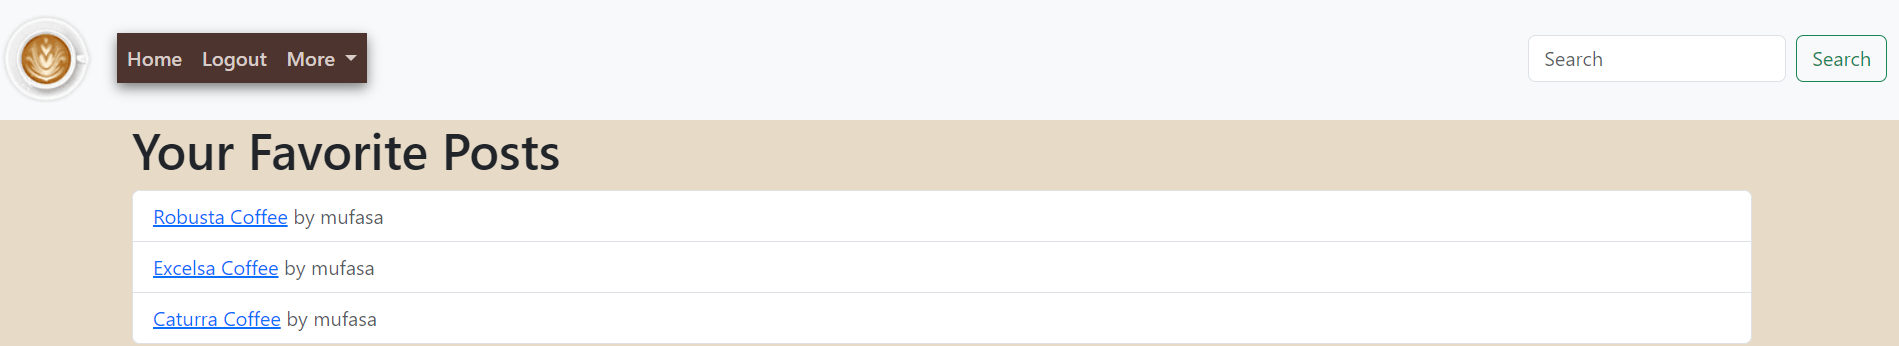 Home Logout More Search Search
Your Favorite Posts
Robusta Coffee by mufasa
Excelsa Coffee by mufasa
Caturra Coffee by mufasa